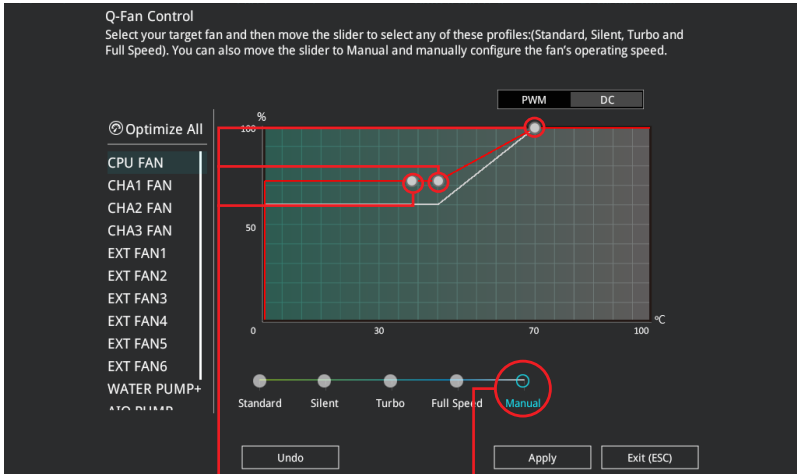 Q-Fan Control
Select your target fan and then move the slider to select any of these profiles:(Standard, Silent, Turbo and
Full Speed). You can also move the slider to Manual and manually configure the fan's operating speed.
PWM DC
Optimize All
CPU FAN
CHA1 FAN
CHA2 FAN
CHA3 FAN
EXT FAN1
EXT FAN2
EXT FAN3
EXT FAN4
EXT FAN5
EXT FAN6
WATER PUMP+
AIO PUMP
%
100
50
0 30 70 100
ºC
Standard Silent Turbo Full Speed Manual
Undo Apply Exit (ESC)